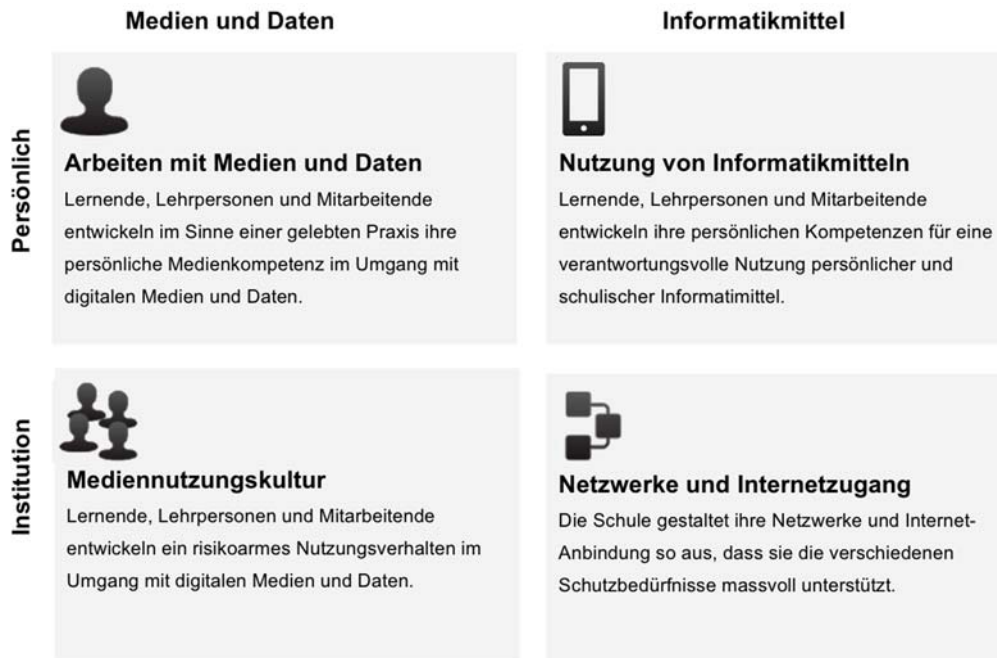 Medien und Daten
Informatikmittel
Persönlich
Arbeiten mit Medien und Daten
Lernende, Lehrpersonen und Mitarbeitende
entwickeln im Sinne einer gelebten Praxis ihre
persönliche Medienkompetenz im Umgang mit
digitalen Medien und Daten.
Nutzung von Informatikmitteln
Lernende, Lehrpersonen und Mitarbeitende
entwickeln ihre persönlichen Kompetenzen für eine
verantwortungsvolle Nutzung persönlicher und
schulischer Informatimittel.
Institution
Mediennutzungskultur
Lernende, Lehrpersonen und Mitarbeitende
entwickeln ein risikoarmes Nutzungsverhalten im
Umgang mit digitalen Medien und Daten.
Netzwerke und Internetzugang
Die Schule gestaltet ihre Netzwerke und Internet-
Anbindung so aus, dass sie die verschiedenen
Schutzbedürfnisse massvoll unterstützt.